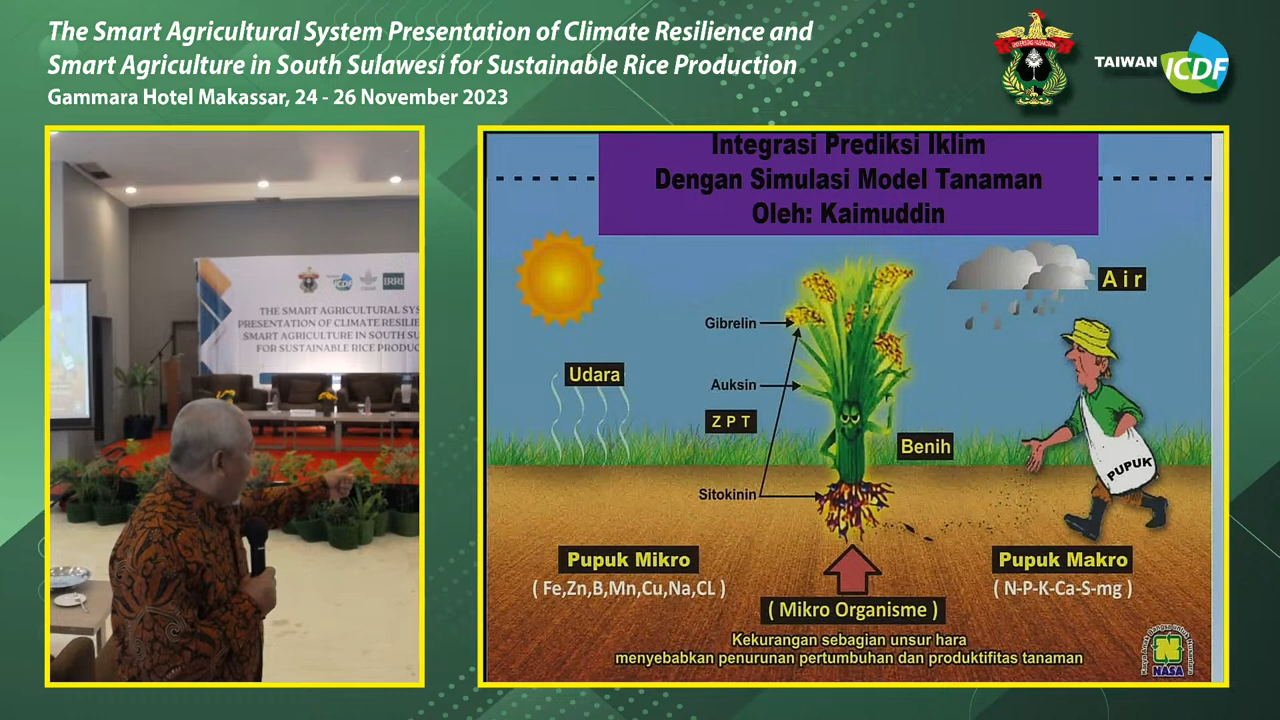 The Smart Agricultural System Presentation of Climate Resilience and
Smart Agriculture in South Sulawesi for Sustainable Rice Production
Gammara Hotel Makassar, 24 - 26 November 2023
TAIWAN ICDF
ICDF
IRRI
THE SMART AGRICULTURAL SYS
PRESENTATION OF CLIMATE RESILIE
SMART AGRICULTURE IN SOUTH SU
FOR SUSTAINABLE RICE PRODUC
Integrasi Prediksi Iklim
Dengan Simulasi Model Tanaman
Oleh: Kaimuddin
Air
Gibrelin
Udara
Auksin
ZPT
Benih
PUPUK
Sitokinin
Pupuk Mikro
( Fe,Zn,B,Mn,Cu,Na,CL )
Pupuk Makro
( N-P-K-Ca-S-mg )
( Mikro Organisme )
Kekurangan sebagian unsur hara
menyebabkan penurunan pertumbuhan dan produktifitas tanaman
NASA